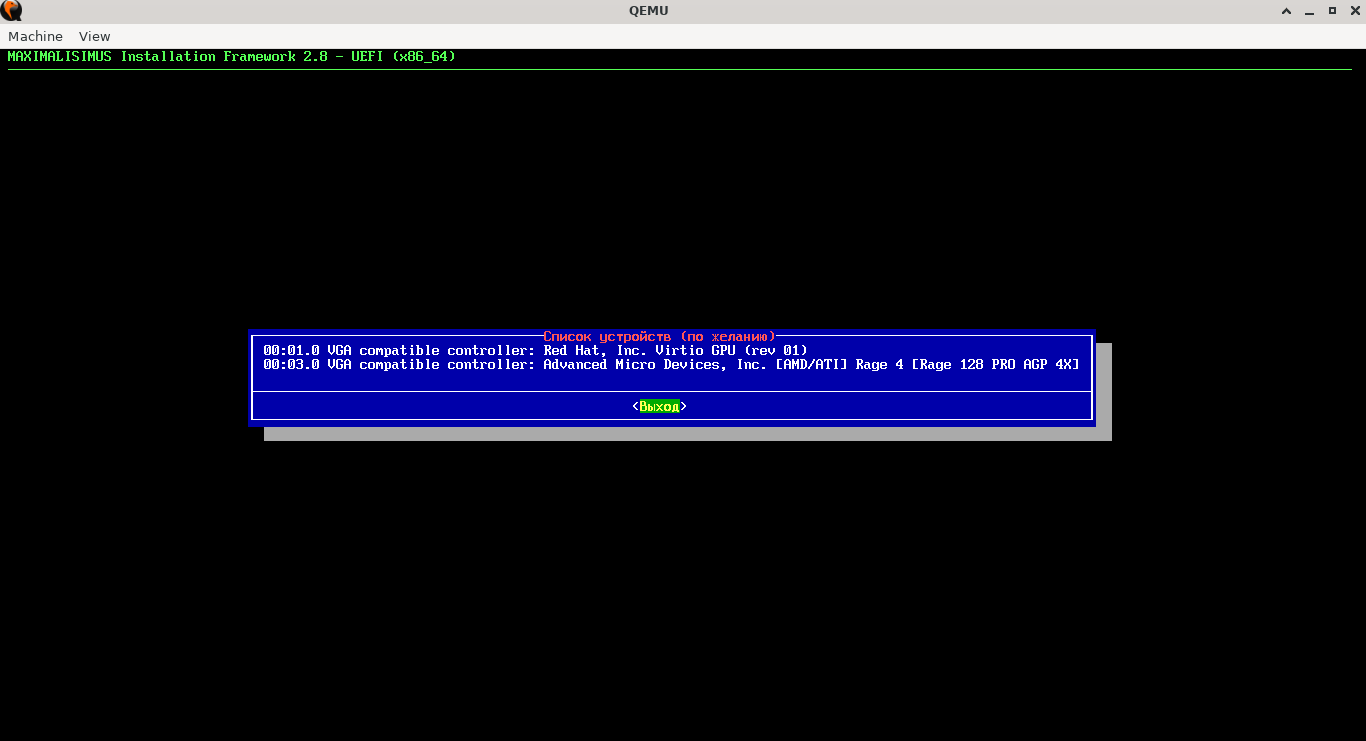 QEMU
Machine View
MAXIMALISIMUS Installation Framework 2.8 - UEFI (x86_64)
Список устройств (по желанию)
00:01.0 VGA compatible controller: Red Hat, Inc. Virtio GPU (rev 01)
00:03.0 VGA compatible controller: Advanced Micro Devices, Inc. [AMD/ATI] Rage 4 [Rage 128 PRO AGP 4X]
<Выход>